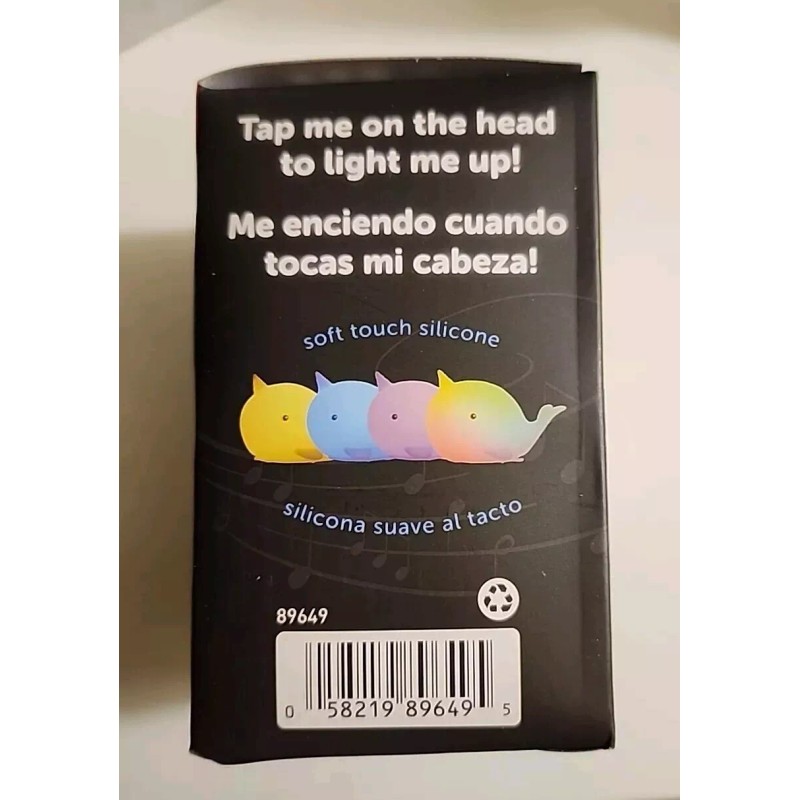 Tap me on the head
to light me up!
Me enciendo cuando
tocas mi cabeza!
soft touch silicone
silicona suave al tacto
89649
0 58219 89649 5